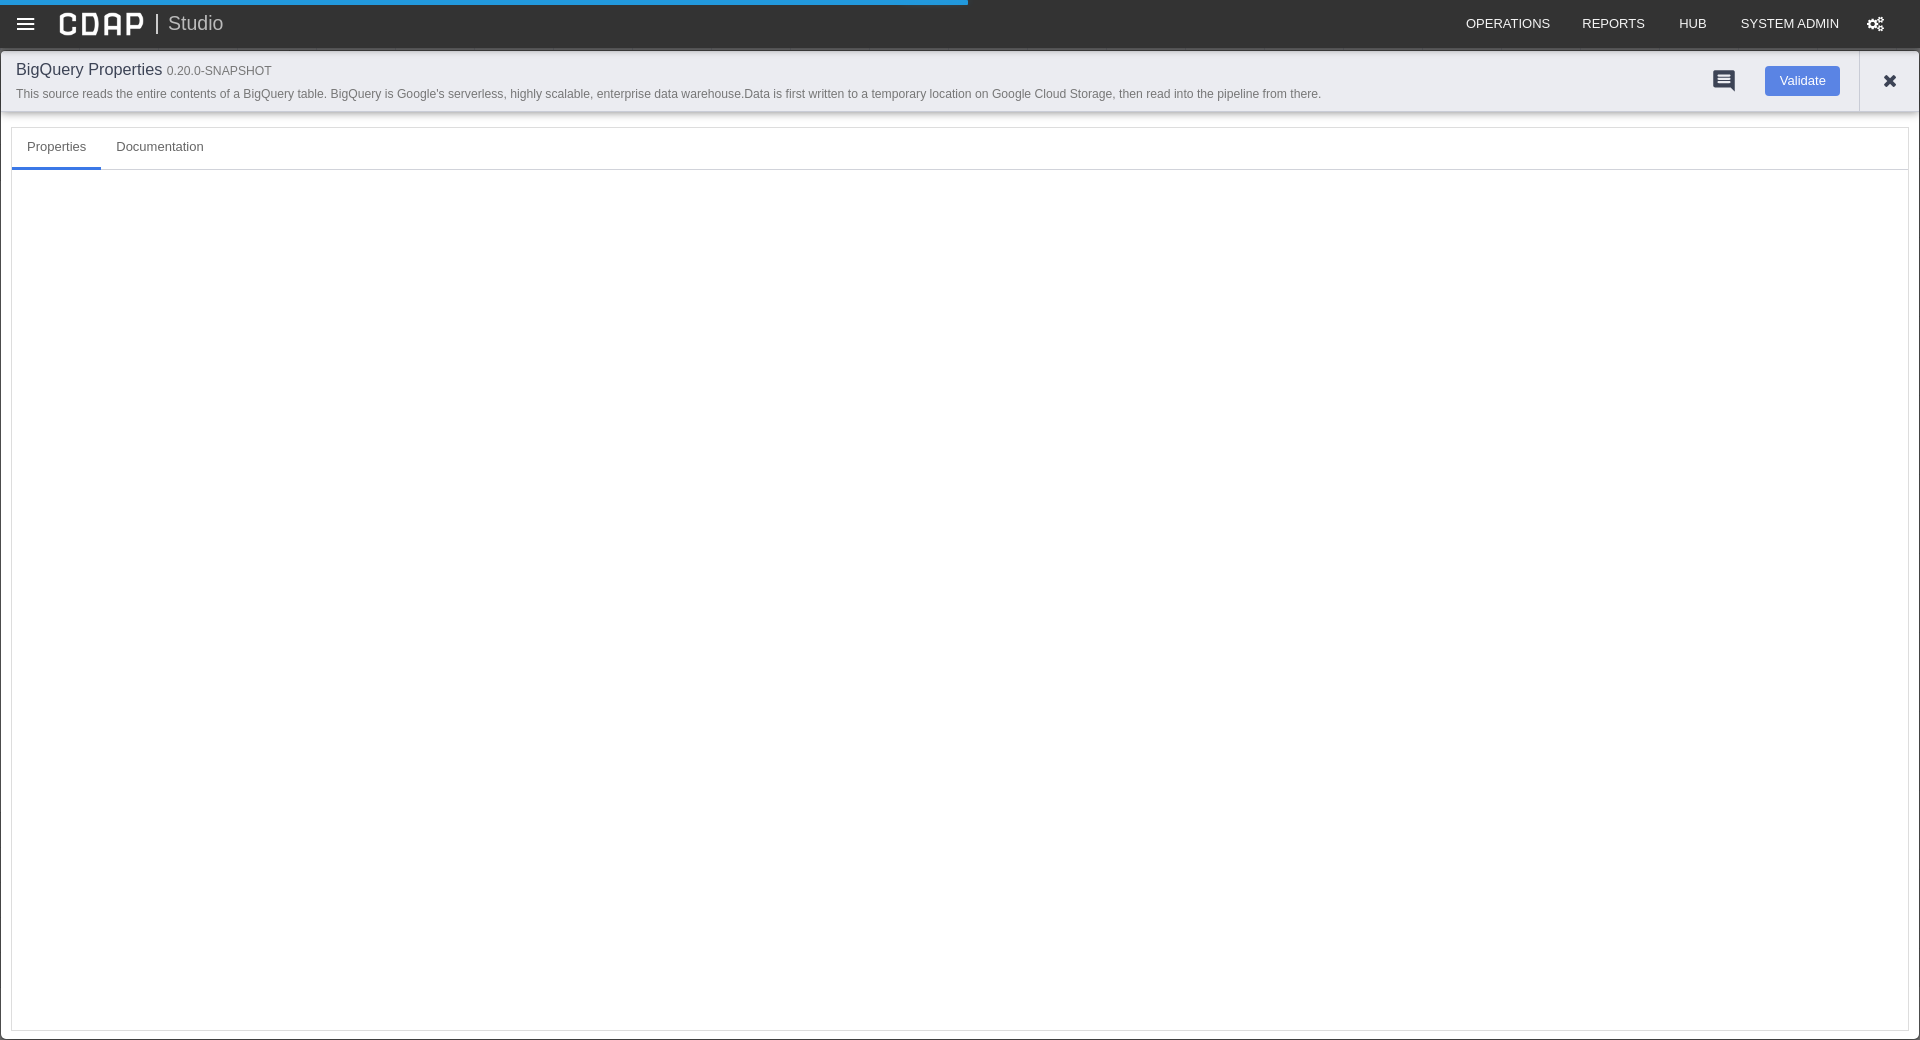 CDAP | Studio
OPERATIONS REPORTS HUB SYSTEM ADMIN
BigQuery Properties 0.20.0-SNAPSHOT
This source reads the entire contents of a BigQuery table. BigQuery is Google's serverless, highly scalable, enterprise data warehouse.Data is first written to a temporary location on Google Cloud Storage, then read into the pipeline from there.
Validate
Properties Documentation